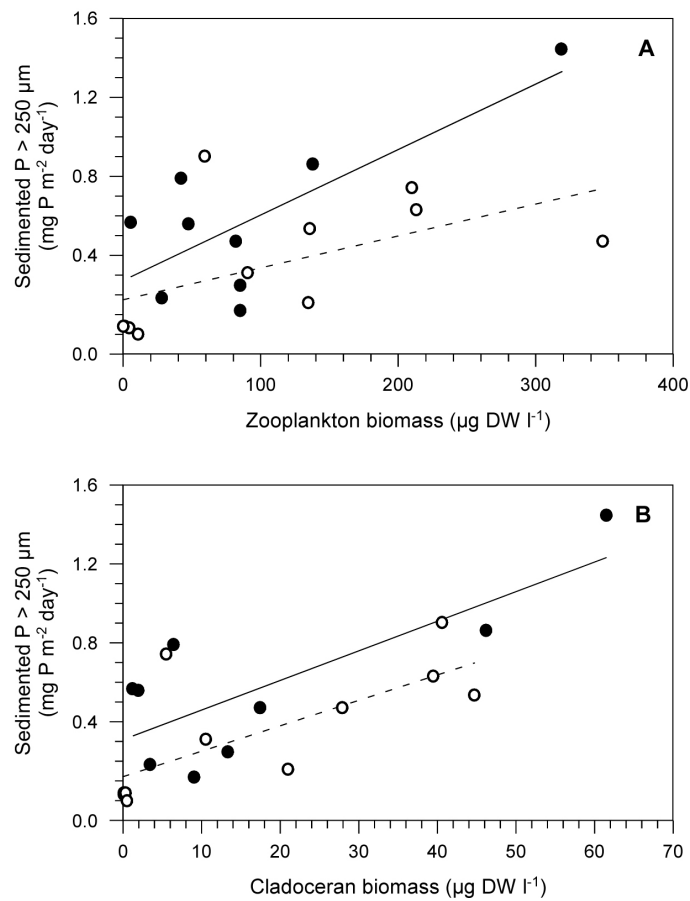 1.6
1.2
0.8
0.4
0.0
Sedimented P > 250 µm
(mg P m-2 day-1)
A
0 100 200 300 400
Zooplankton biomass (µg DW l-1)
1.6
1.2
0.8
0.4
0.0
Sedimented P > 250 µm
(mg P m-2 day-1)
B
0 10 20 30 40 50 60 70
Cladoceran biomass (µg DW l-1)